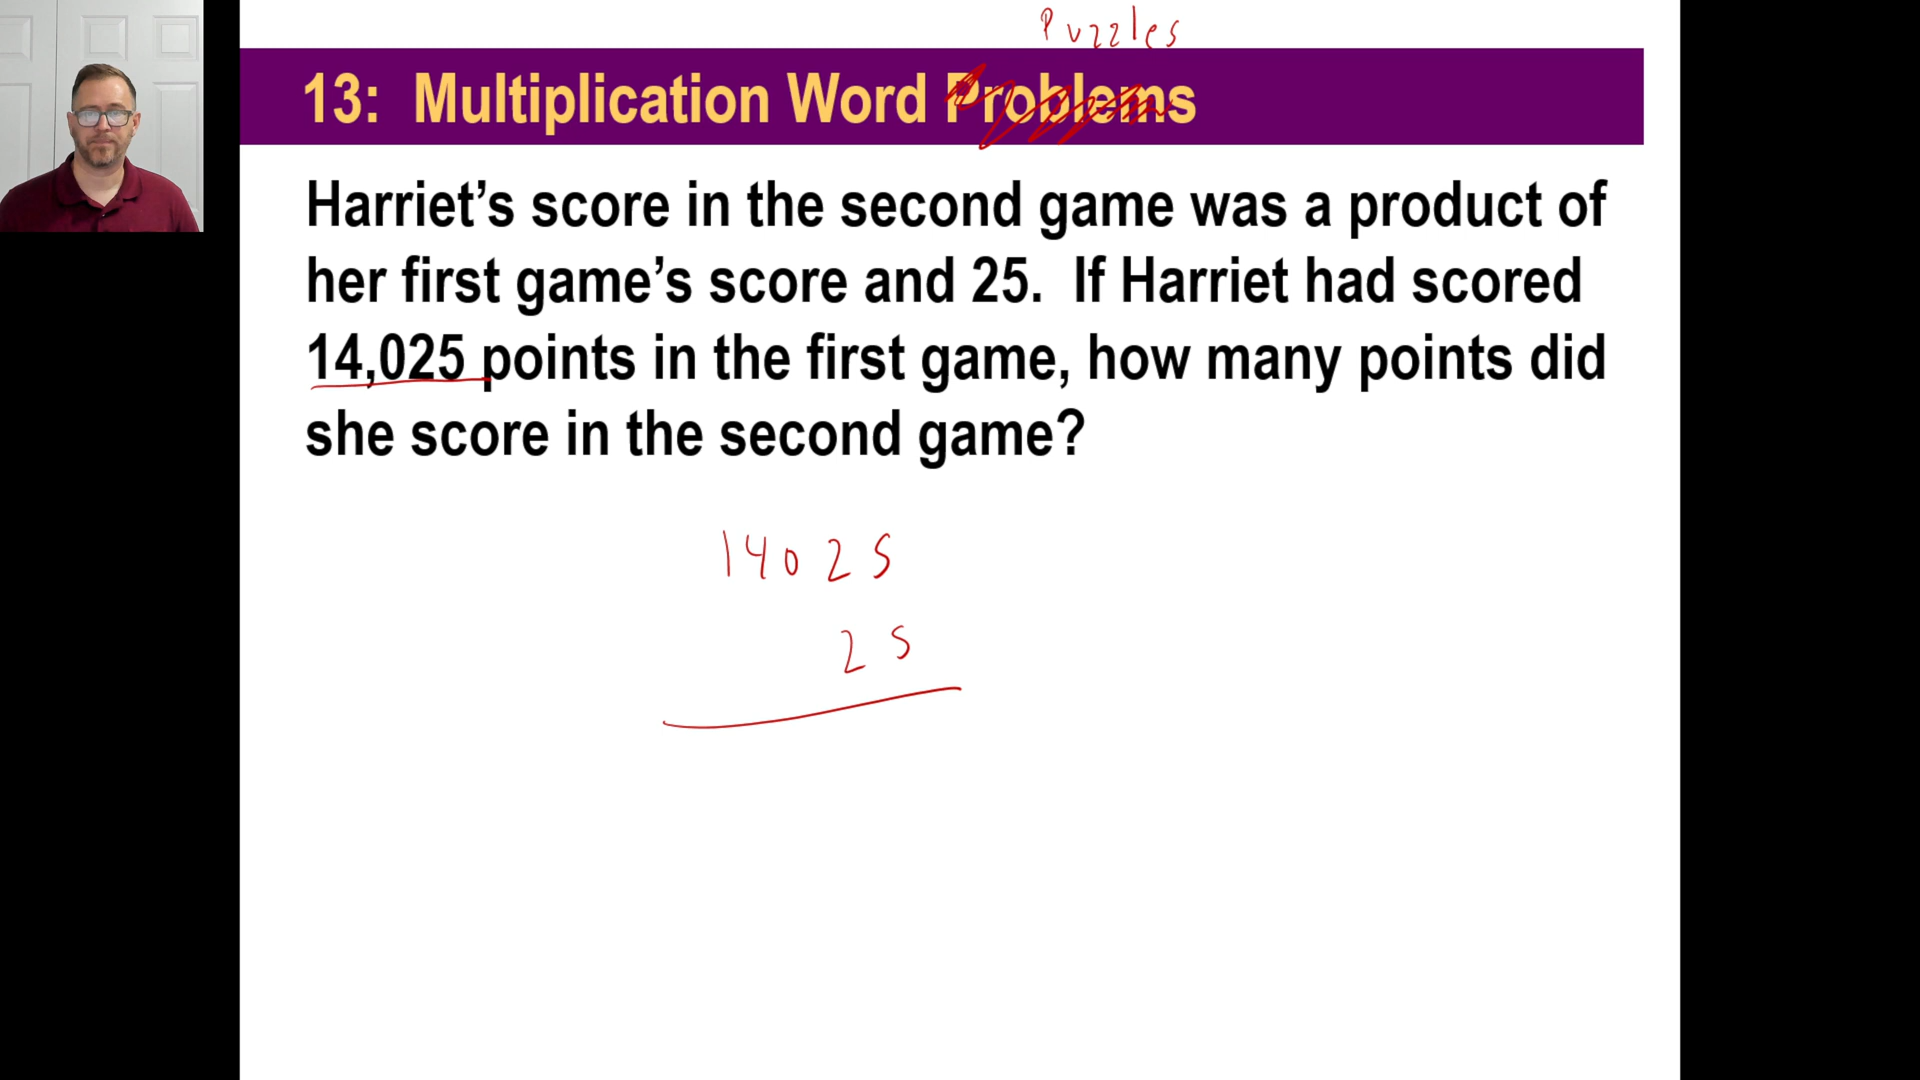 Puzzles
13: Multiplication Word Problems
Harriet’s score in the second game was a product of
her first game’s score and 25. If Harriet had scored
14,025 points in the first game, how many points did
she score in the second game?
14025
25